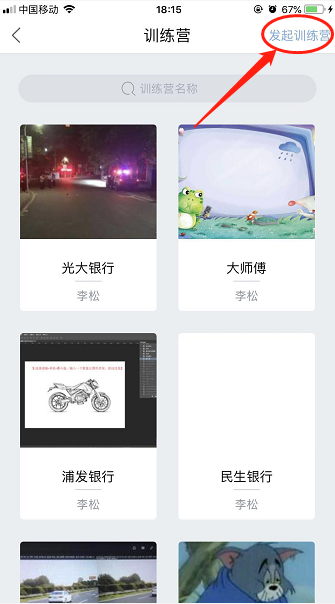 中国移动 18:15 67%
训练营 发起训练营
训练营名称
光大银行 大师傅
李松 李松
浦发银行 民生银行
李松 李松